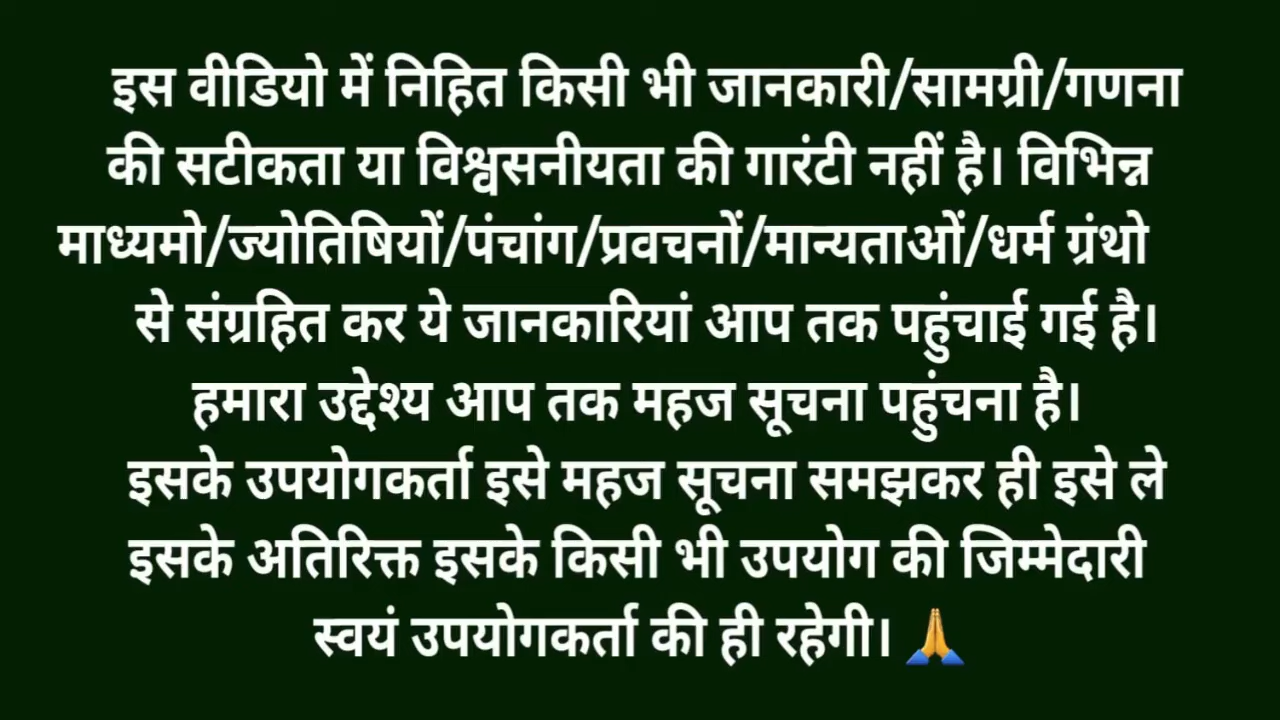 इस वीडियो में निहित किसी भी जानकारी/सामग्री/गणना
की सटीकता या विश्वसनीयता की गारंटी नहीं है। विभिन्न
माध्यमो/ज्योतिषियों/पंचांग/प्रवचनों/मान्यताओं/धर्म ग्रंथो
से संग्रहित कर ये जानकारियां आप तक पहुंचाई गई है।
हमारा उद्देश्य आप तक महज सूचना पहुंचना है।
इसके उपयोगकर्ता इसे महज सूचना समझकर ही इसे ले
इसके अतिरिक्त इसके किसी भी उपयोग की जिम्मेदारी
स्वयं उपयोगकर्ता की ही रहेगी। 🙏